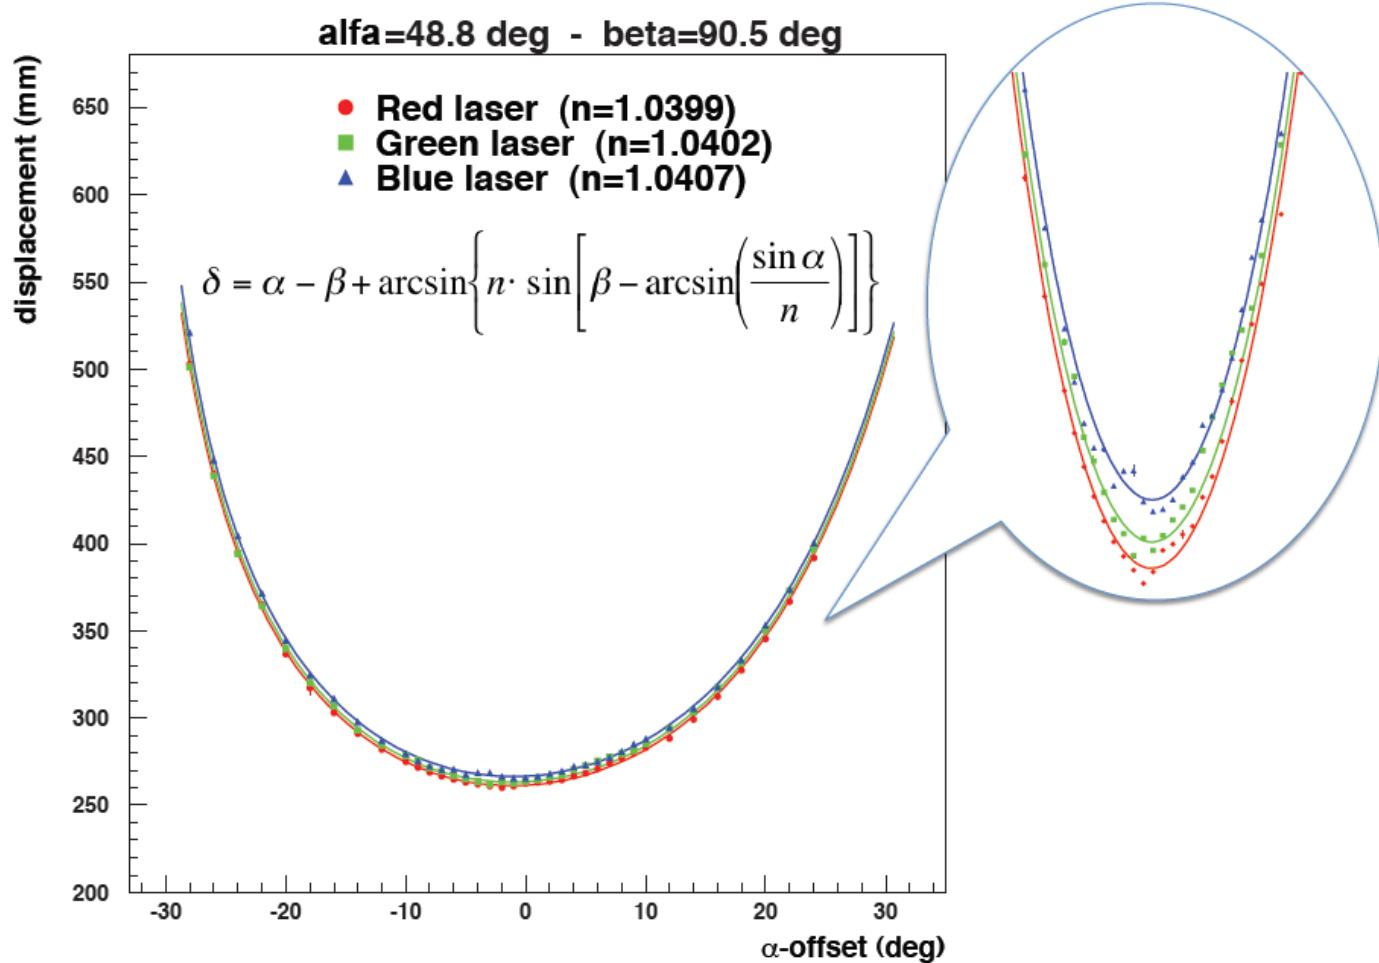 alfa=48.8 deg - beta=90.5 deg
displacement (mm)
650
600
550
500
450
400
350
300
250
200
Red laser (n=1.0399)
Green laser (n=1.0402)
Blue laser (n=1.0407)
δ = α − β + arcsin{n· sin[β − arcsin(sin α / n)]}
-30 -20 -10 0 10 20 30
α-offset (deg)